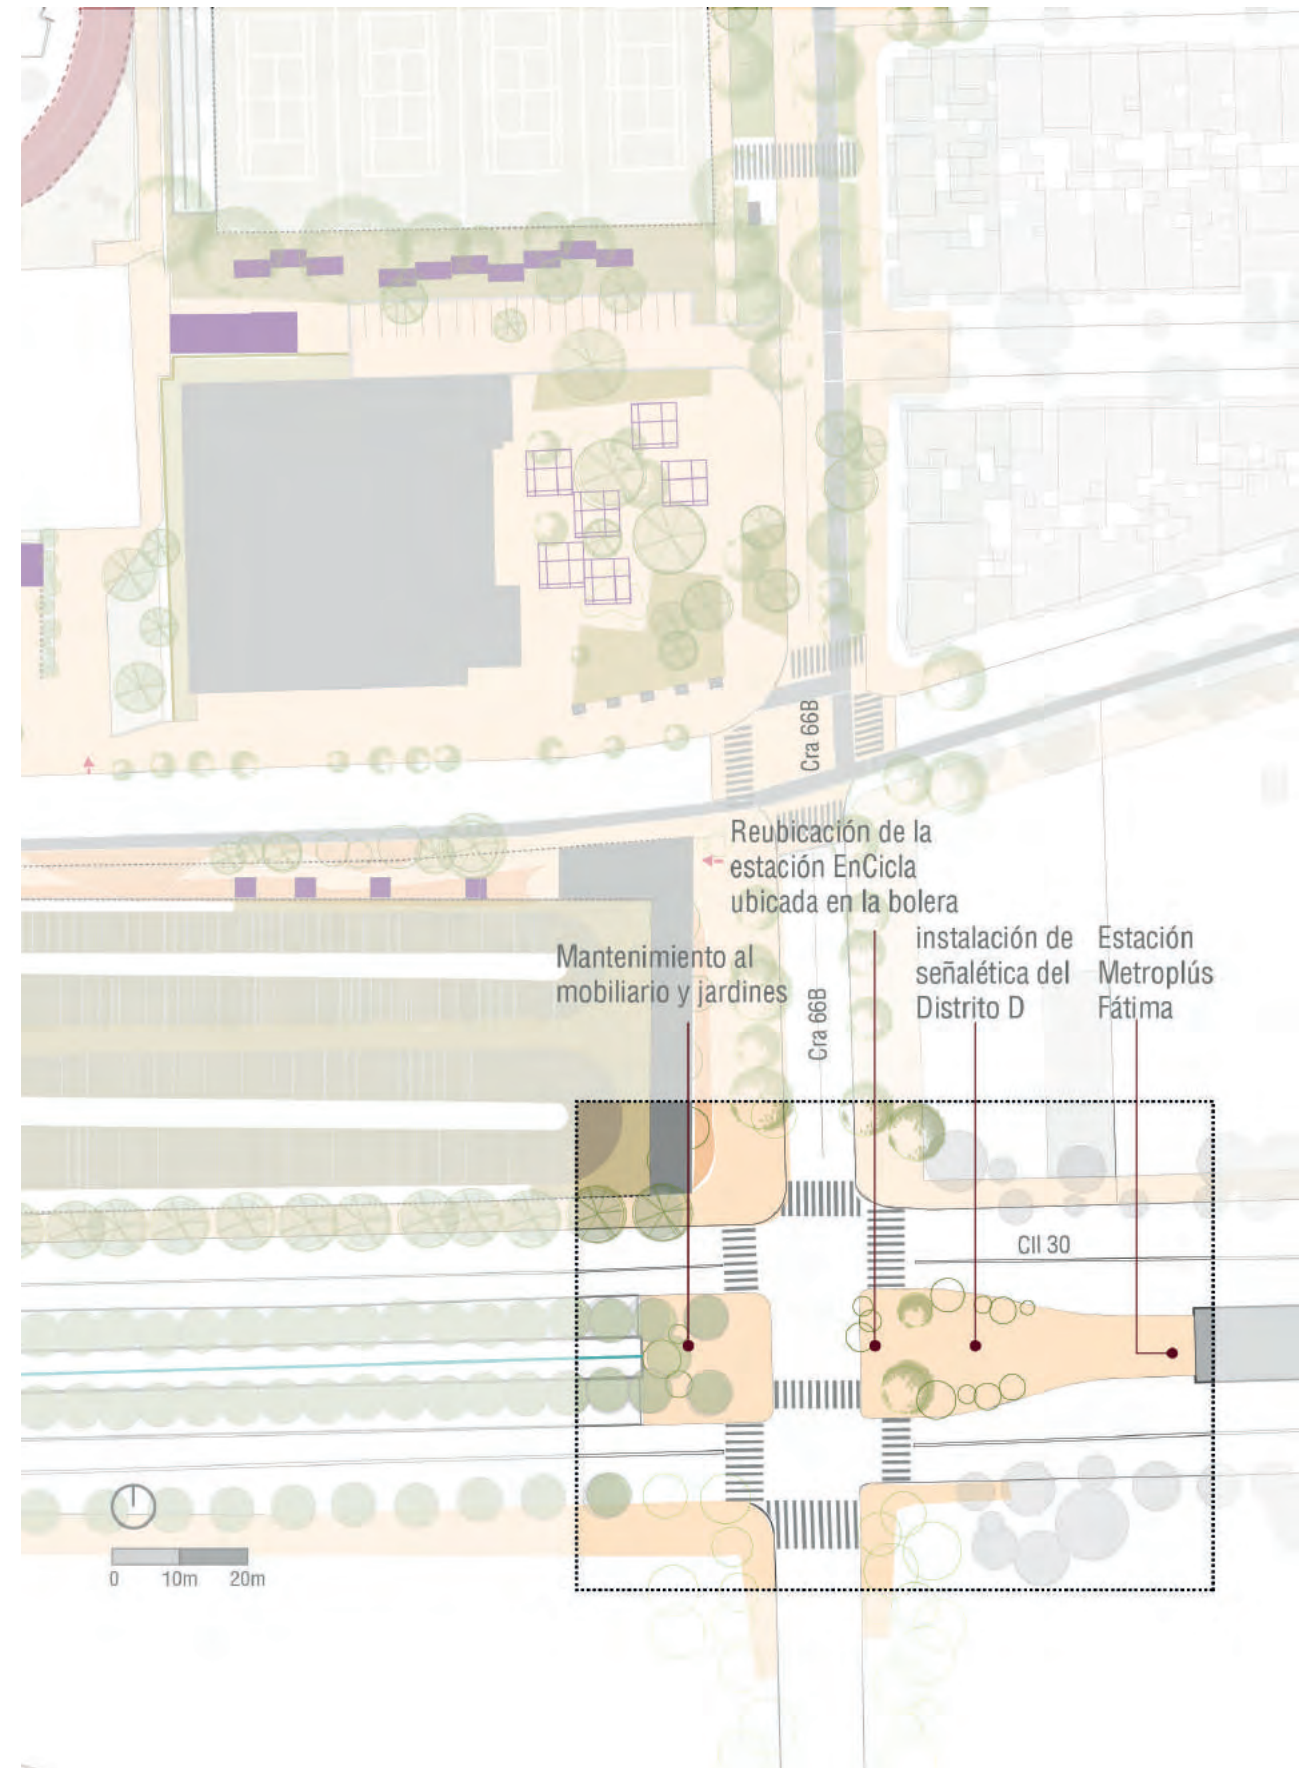 Cra 66B
Reubicación de la
estación EnCicla
ubicada en la bolera
instalación de
señalética del
Distrito D
Estación
Metroplús
Fátima
Mantenimiento al
mobiliario y jardines
Cra 66B
Cll 30
0 10m 20m